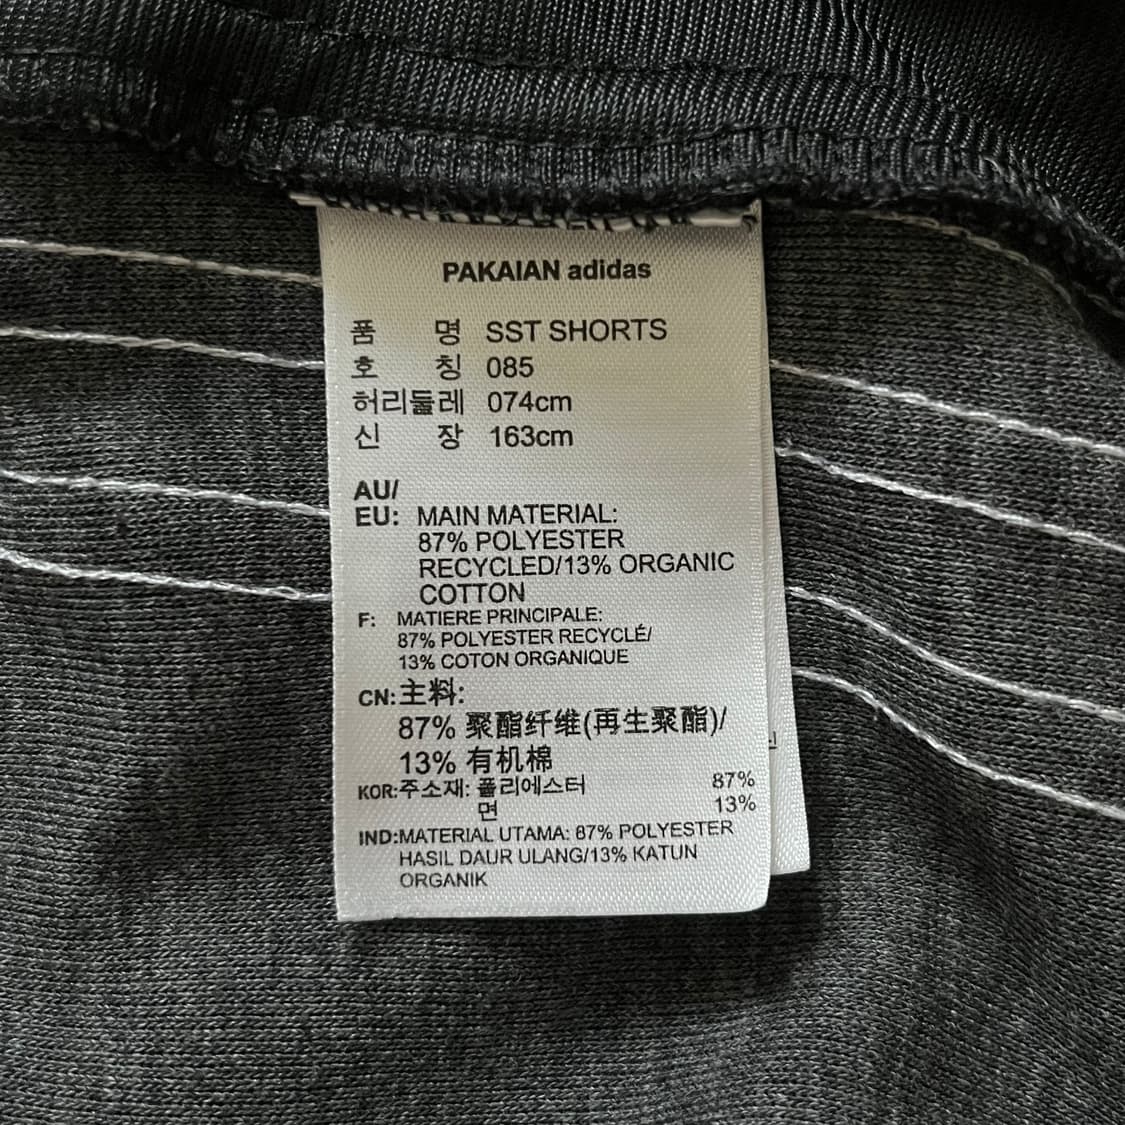 PAKAIAN adidas
품 명 SST SHORTS
호 칭 085
허리둘레 074cm
신 장 163cm
AU/
EU: MAIN MATERIAL:
87% POLYESTER
RECYCLED/13% ORGANIC
COTTON
F: MATIERE PRINCIPALE:
87% POLYESTER RECYCLÉ/
13% COTON ORGANIQUE
CN:主料:
87% 聚酯纤维(再生聚酯)/
13% 有机棉
KOR:주소재: 폴리에스터 87%
면 13%
IND:MATERIAL UTAMA: 87% POLYESTER
HASIL DAUR ULANG/13% KATUN
ORGANIK